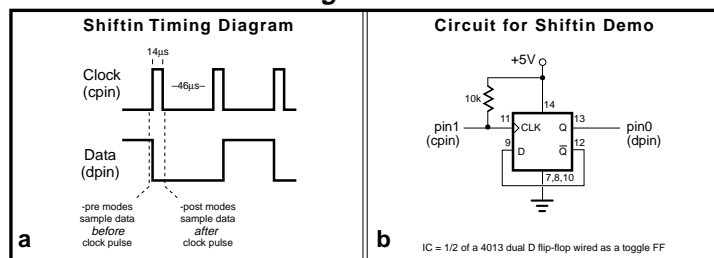 Shiftin Timing Diagram
14µs
Clock
(cpin)
–46µs–
Data
(dpin)
-pre modes
sample data
before
clock pulse
-post modes
sample data
after
clock pulse
a
Circuit for Shiftin Demo
+5V
10k
14
pin1
(cpin)
11
CLK
Q
13
pin0
(dpin)
9
D
Q
12
7,8,10
b
IC = 1/2 of a 4013 dual D flip-flop wired as a toggle FF